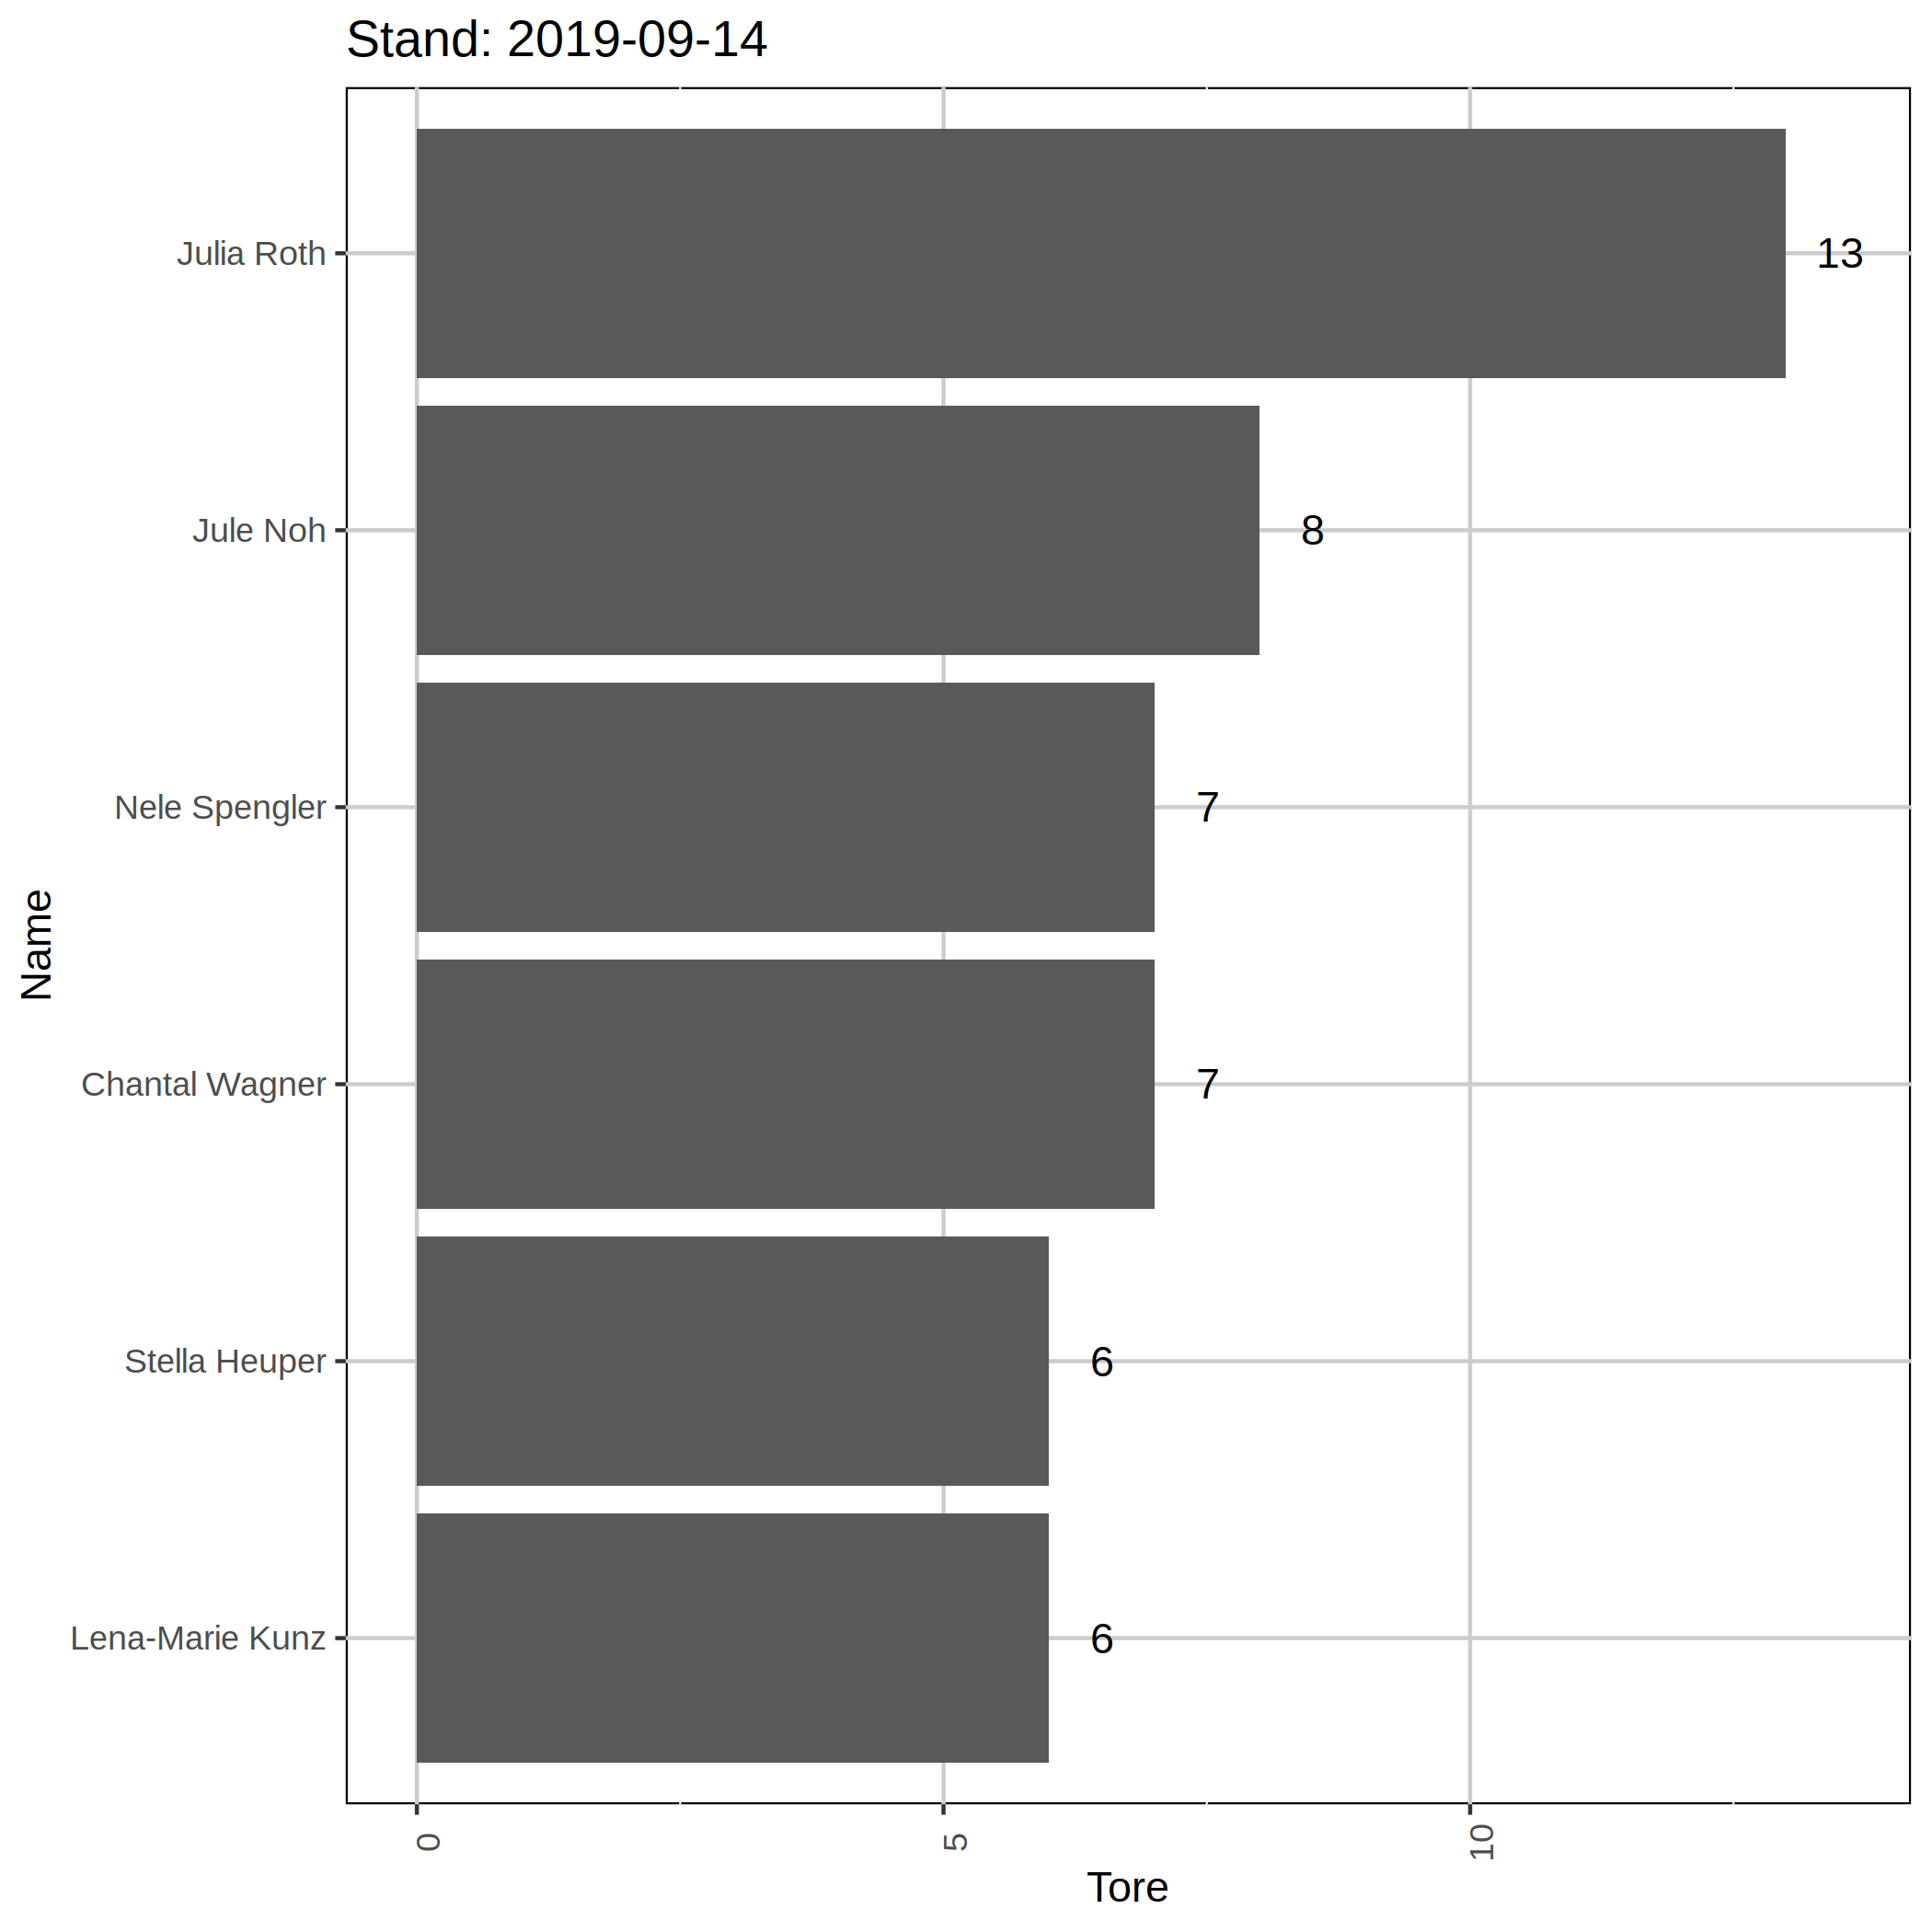 Stand: 2019-09-14
Julia Roth
13
Jule Noh
8
Nele Spengler
7
Name
Chantal Wagner
7
Stella Heuper
6
Lena-Marie Kunz
6
0
5
10
Tore